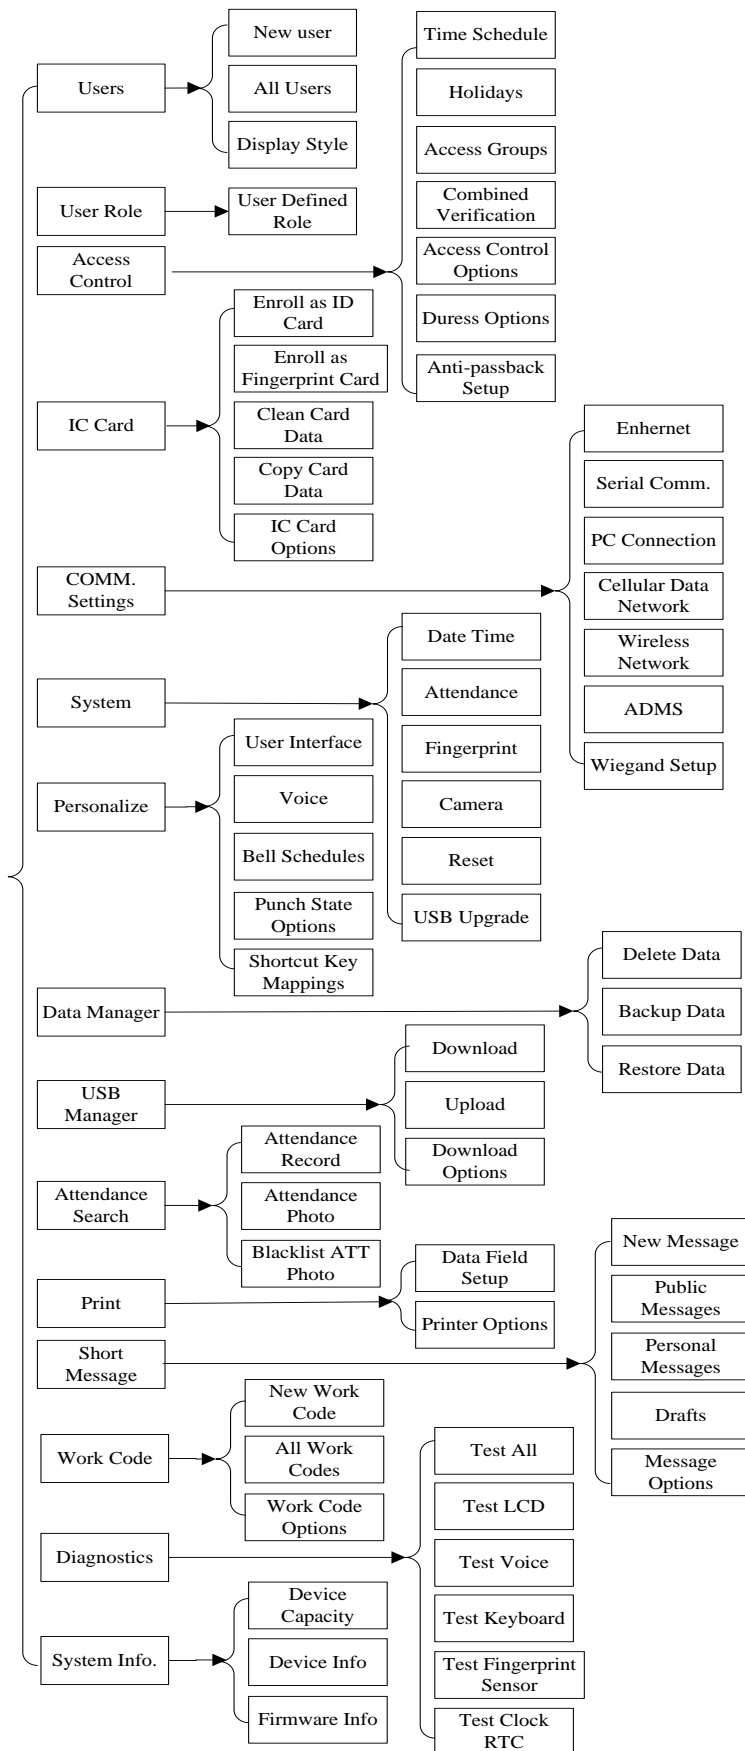 Users
New user
All Users
Display Style
User Role
User Defined
Role
Access
Control
Time Schedule
Holidays
Access Groups
Combined
Verification
Access Control
Options
Duress Options
Anti-passback
Setup
IC Card
Enroll as ID
Card
Enroll as
Fingerprint Card
Clean Card
Data
Copy Card
Data
IC Card
Options
COMM.
Settings
Enhernet
Serial Comm.
PC Connection
Cellular Data
Network
Wireless
Network
ADMS
Wiegand Setup
System
Date Time
Attendance
Fingerprint
Camera
Reset
USB Upgrade
Personalize
User Interface
Voice
Bell Schedules
Punch State
Options
Shortcut Key
Mappings
Data Manager
Delete Data
Backup Data
Restore Data
USB
Manager
Download
Upload
Download
Options
Attendance
Search
Attendance
Record
Attendance
Photo
Blacklist ATT
Photo
Print
Data Field
Setup
Printer Options
Short
Message
New Message
Public
Messages
Personal
Messages
Drafts
Message
Options
Work Code
New Work
Code
All Work
Codes
Work Code
Options
Diagnostics
Test All
Test LCD
Test Voice
Test Keyboard
Test Fingerprint
Sensor
Test Clock
RTC
System Info.
Device
Capacity
Device Info
Firmware Info